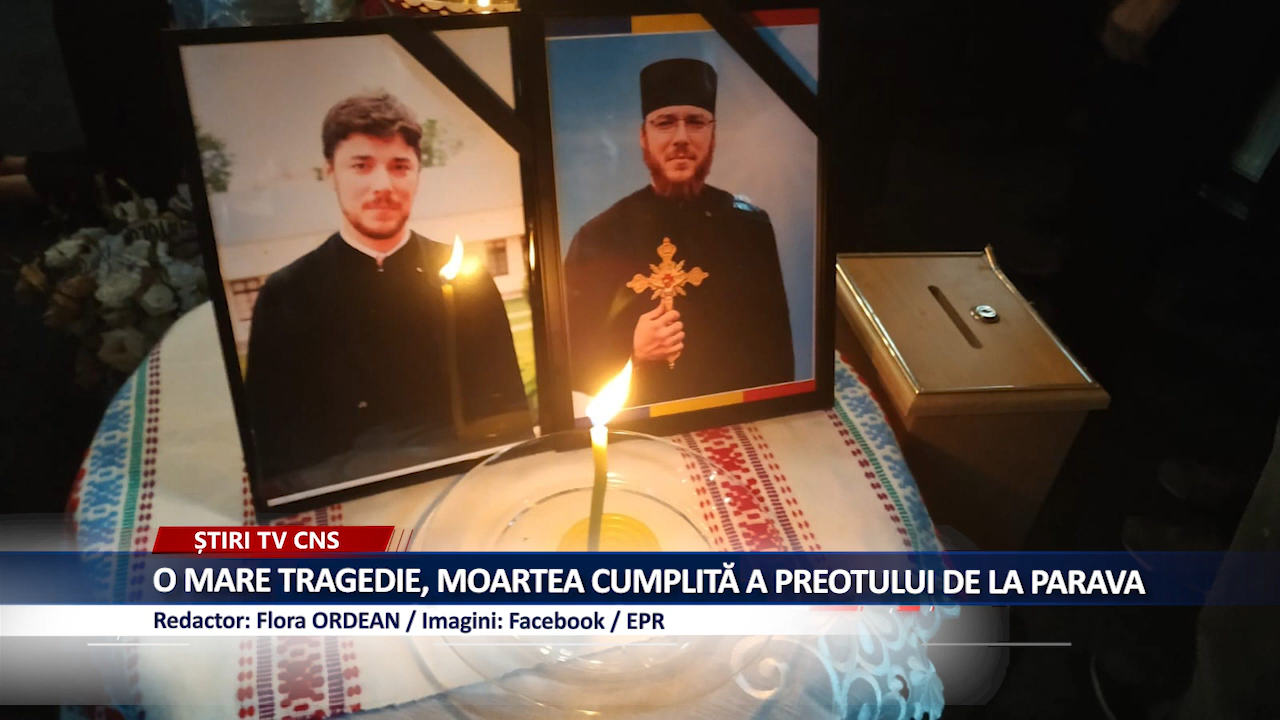 ȘTIRI TV CNS
O MARE TRAGEDIE, MOARTEA CUMPLITĂ A PREOTULUI DE LA PARAVA
Redactor: Flora ORDEAN / Imagini: Facebook / EPR